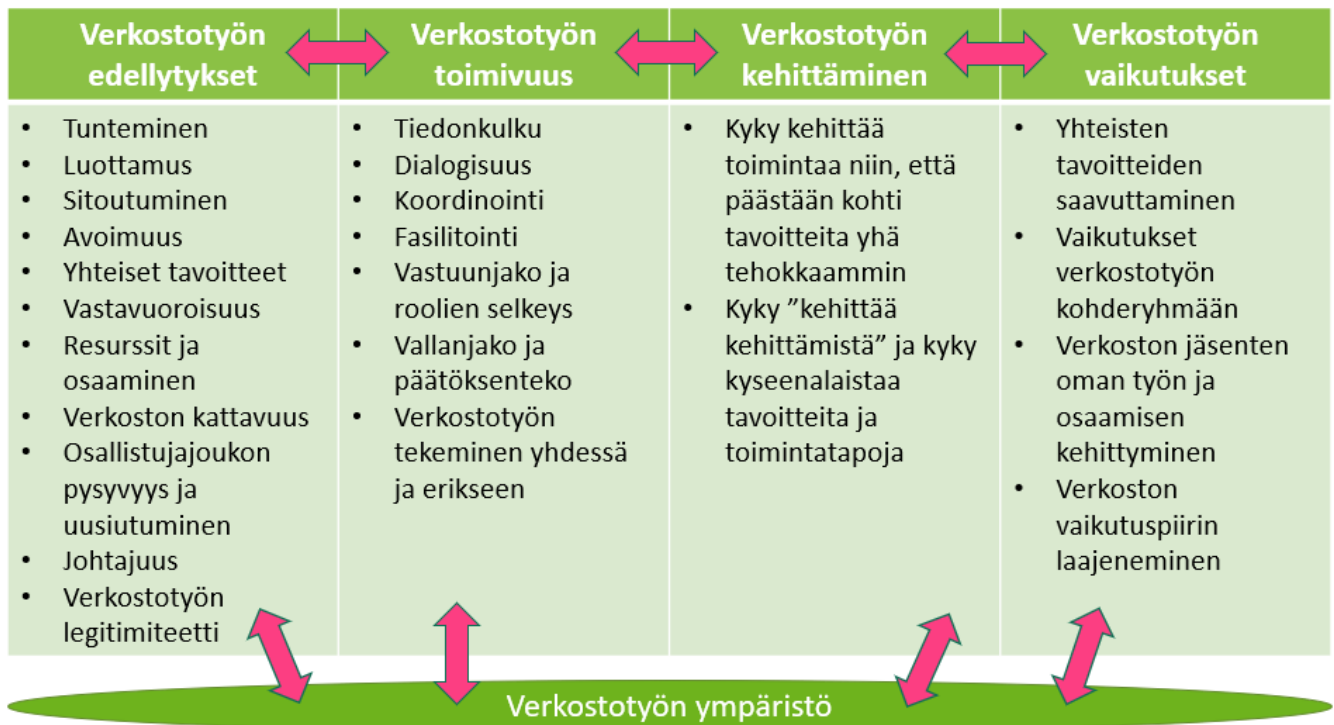 Verkostotyön
edellytykset
Verkostotyön
toimivuus
Verkostotyön
kehittäminen
Verkostotyön
vaikutukset
• Tunteminen
• Luottamus
• Sitoutuminen
• Avoimuus
• Yhteiset tavoitteet
• Vastavuoroisuus
• Resurssit ja
osaaminen
• Verkoston kattavuus
• Osallistujajoukon
pysyvyys ja
uusiutuminen
• Johtajuus
• Verkostotyön
legitimiteetti
• Tiedonkulku
• Dialogisuus
• Koordinointi
• Fasilitointi
• Vastuunjako ja
roolien selkeys
• Vallanjako ja
päätöksenteko
• Verkostotyön
tekeminen yhdessä
ja erikseen
• Kyky kehittää
toimintaa niin, että
päästään kohti
tavoitteita yhä
tehokkaammin
• Kyky ”kehittää
kehittämistä” ja kyky
kyseenalaistaa
tavoitteita ja
toimintatapoja
• Yhteisten
tavoitteiden
saavuttaminen
• Vaikutukset
verkostotyön
kohderyhmään
• Verkoston jäsenten
oman työn ja
osaamisen
kehittyminen
• Verkoston
vaikutuspiirin
laajeneminen
Verkostotyön ympäristö